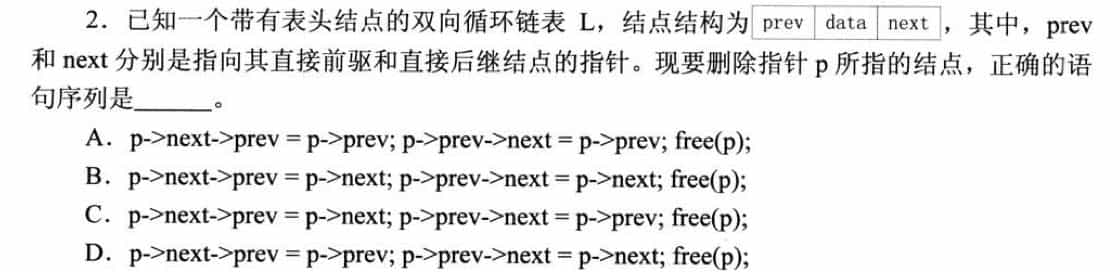 2．已知一个带有表头结点的双向循环链表 L，结点结构为 prev data next ，其中，prev
和 next 分别是指向其直接前驱和直接后继结点的指针。现要删除指针 p 所指的结点，正确的语
句序列是______。
A．p->next->prev = p->prev; p->prev->next = p->prev; free(p);
B．p->next->prev = p->next; p->prev->next = p->next; free(p);
C．p->next->prev = p->next; p->prev->next = p->prev; free(p);
D．p->next->prev = p->prev; p->prev->next = p->next; free(p);